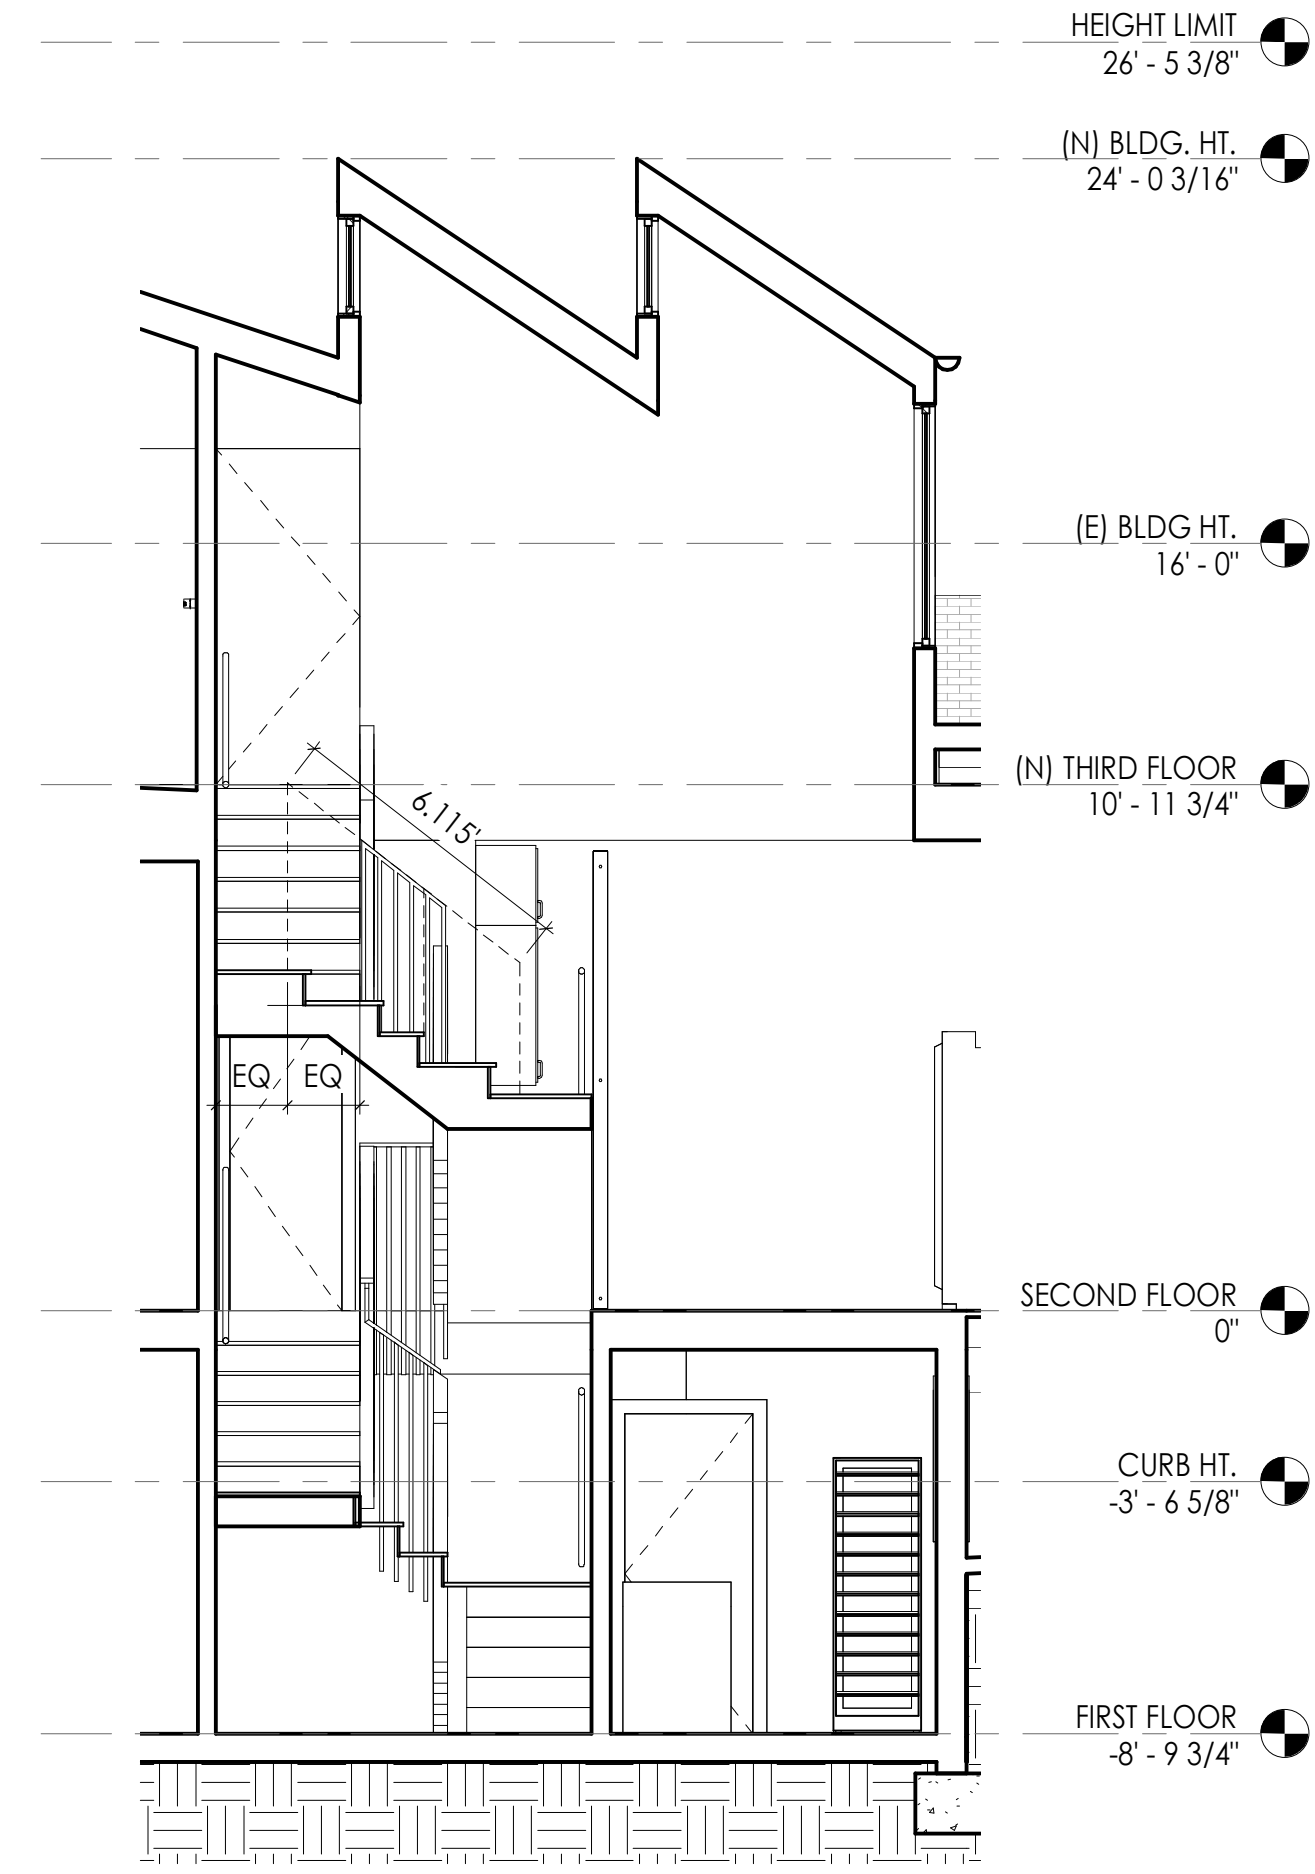 HEIGHT LIMIT
26' - 5 3/8"
(N) BLDG. HT.
24' - 0 3/16"
(E) BLDG HT.
16' - 0"
(N) THIRD FLOOR
10' - 11 3/4"
6.115'
EQ EQ
SECOND FLOOR
0"
CURB HT.
-3' - 6 5/8"
FIRST FLOOR
-8' - 9 3/4"